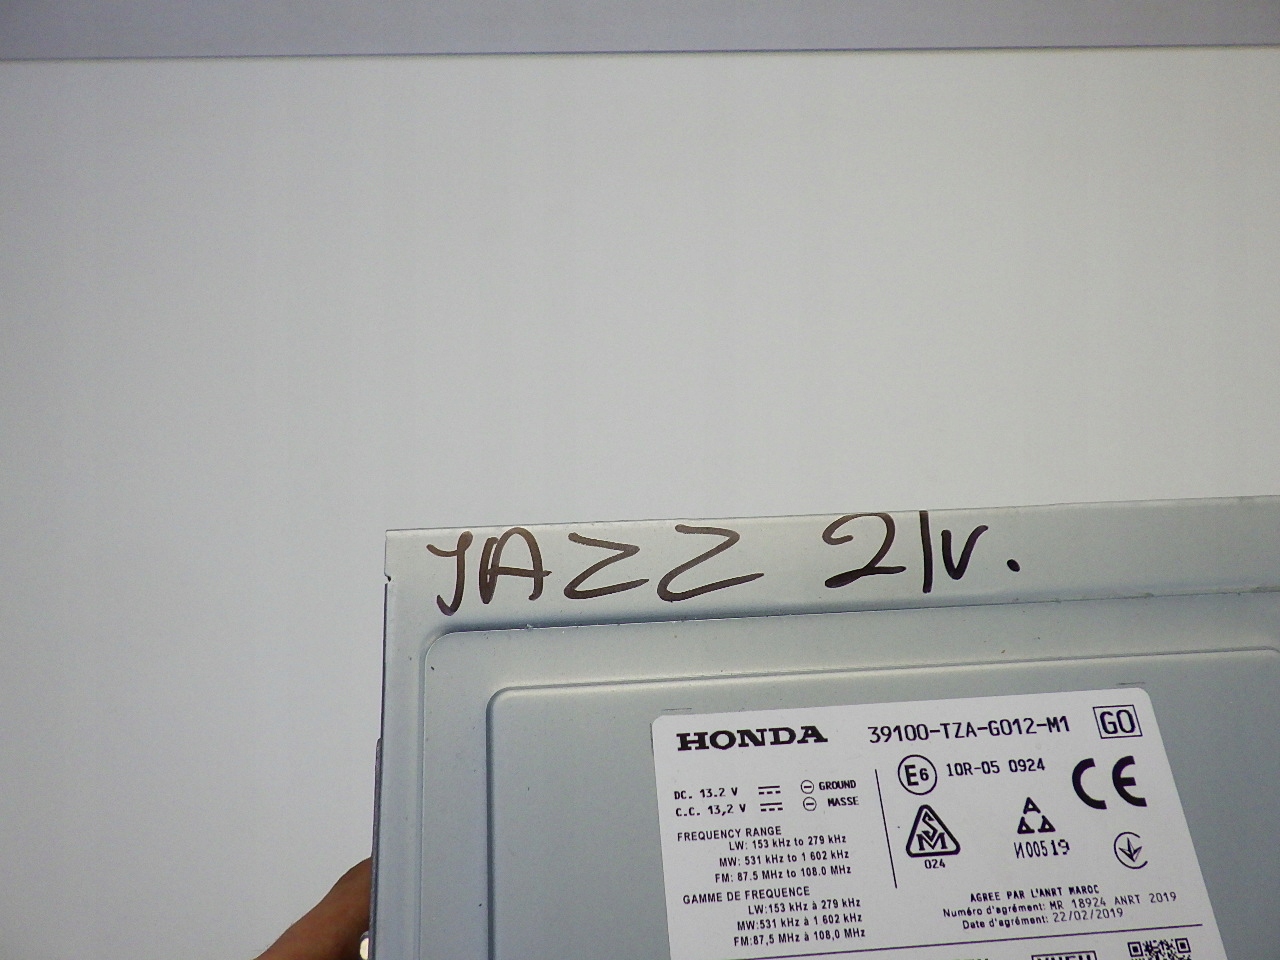 JAZZ 21v.
HONDA 39100-TZA-G012-M1 GO
DC. 13.2 V GROUND
C.C. 13,2 V MASSE
E6 10R-05 0924
CE
FREQUENCY RANGE
LW: 153 kHz to 279 kHz
MW: 531 kHz to 1 602 kHz
FM: 87.5 MHz to 108.0 MHz
GAMME DE FREQUENCE
LW:153 kHz à 279 kHz
MW:531 kHz à 1 602 kHz
FM:87,5 MHz à 108,0 MHz
SM
024
И00519
AGREE PAR L'ANRT MAROC
Numéro d'agrément: MR 18924 ANRT 2019
Date d'agrément: 22/02/2019